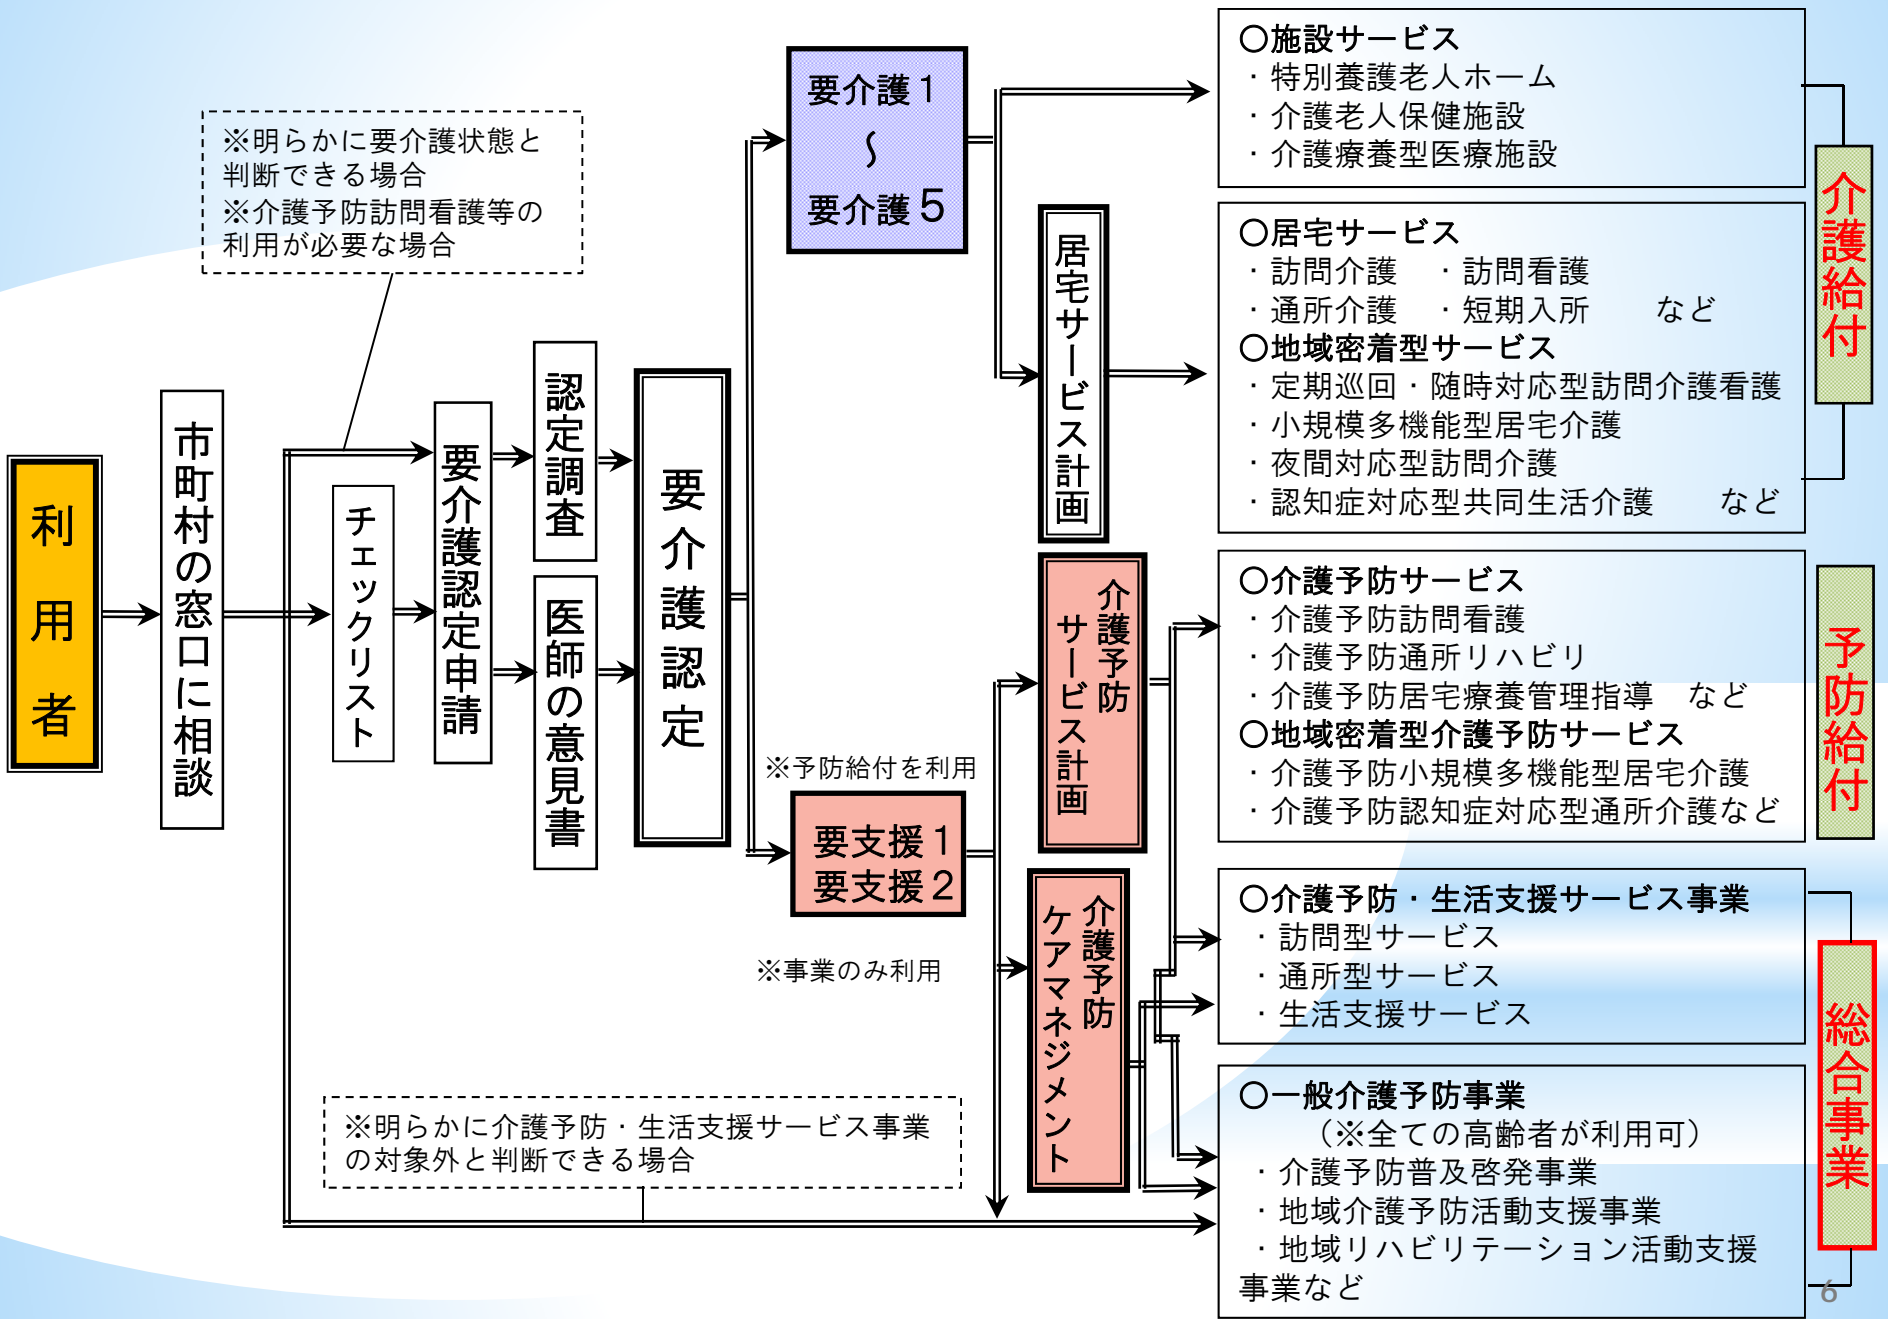 利用者
市町村の窓口に相談
※明らかに要介護状態と
判断できる場合
※介護予防訪問看護等の
利用が必要な場合
チェックリスト
要介護認定申請
認定調査
医師の意見書
要介護認定
要介護１
～
要介護５
※予防給付を利用
要支援１
要支援２
※事業のみ利用
※明らかに介護予防・生活支援サービス事業
の対象外と判断できる場合
居宅サービス計画
介護予防
サービス計画
介護予防
ケアマネジメント
○施設サービス
・特別養護老人ホーム
・介護老人保健施設
・介護療養型医療施設
○居宅サービス
・訪問介護　・訪問看護
・通所介護　・短期入所　　など
○地域密着型サービス
・定期巡回・随時対応型訪問介護看護
・小規模多機能型居宅介護
・夜間対応型訪問介護
・認知症対応型共同生活介護　　など
介護給付
○介護予防サービス
・介護予防訪問看護
・介護予防通所リハビリ
・介護予防居宅療養管理指導　など
○地域密着型介護予防サービス
・介護予防小規模多機能型居宅介護
・介護予防認知症対応型通所介護など
予防給付
○介護予防・生活支援サービス事業
・訪問型サービス
・通所型サービス
・生活支援サービス
○一般介護予防事業
（※全ての高齢者が利用可）
・介護予防普及啓発事業
・地域介護予防活動支援事業
・地域リハビリテーション活動支援
事業など
総合事業
6